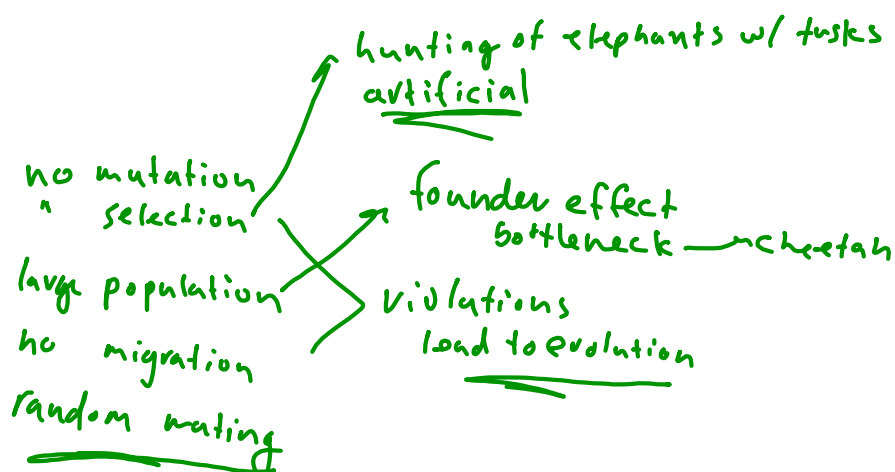 hunting of elephants w/ tusks
artificial
no mutation
" selection
large population
no migration
random mating
founder effect
bottleneck — cheetah
violations
lead to evolution